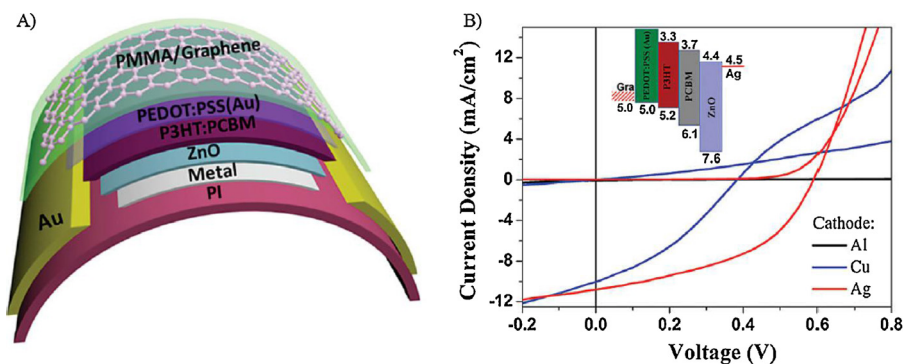 A)
PMMA/Graphene
PEDOT:PSS(Au)
P3HT:PCBM
ZnO
Metal
PI
Au
B)
Current Density (mA/cm²)
12
8
4
0
-4
-8
-12
-0.2 0.0 0.2 0.4 0.6 0.8
Voltage (V)
3.3
3.7
4.4
4.5
Ag
Gra
5.0
PEDOT:PSS (Au)
5.0
P3HT
5.2
PCBM
6.1
ZnO
7.6
Cathode:
Al
Cu
Ag